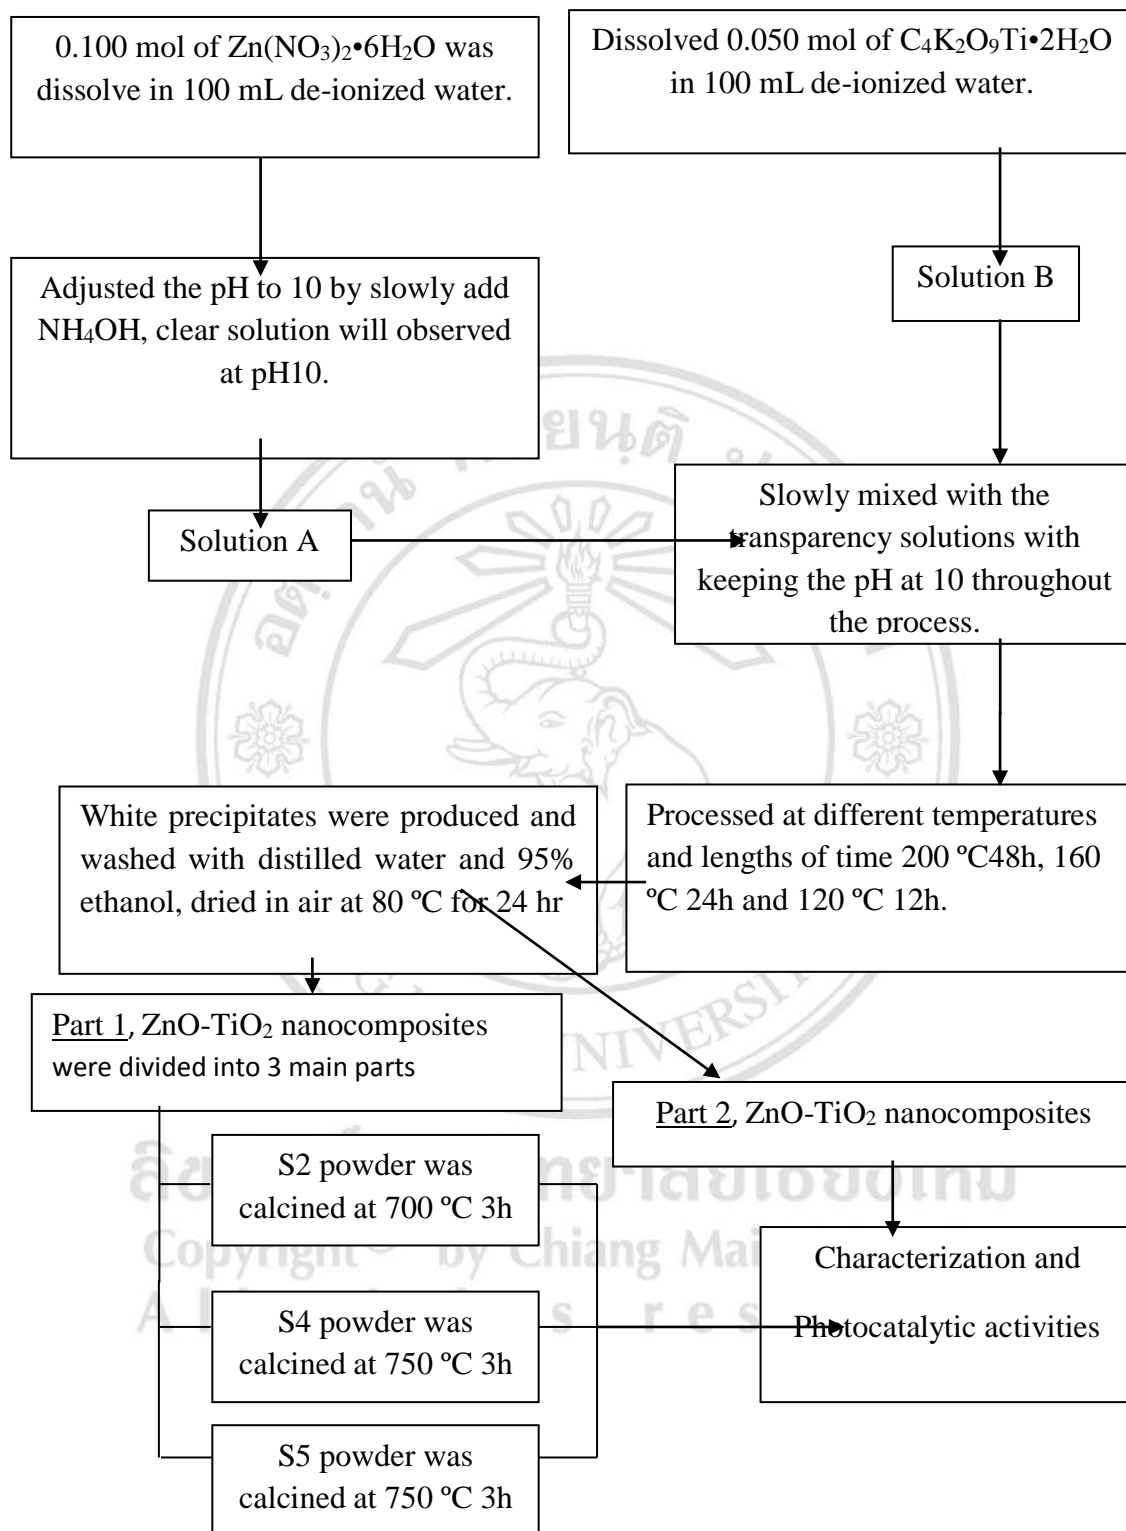 0.100 mol of Zn(NO₃)₂•6H₂O was
dissolve in 100 mL de-ionized water.
Dissolved 0.050 mol of C₄K₂O₉Ti•2H₂O
in 100 mL de-ionized water.
Adjusted the pH to 10 by slowly add
NH₄OH, clear solution will observed
at pH10.
Solution B
Solution A
Slowly mixed with the
transparency solutions with
keeping the pH at 10 throughout
the process.
Processed at different temperatures
and lengths of time 200 ºC48h, 160
ºC 24h and 120 ºC 12h.
White precipitates were produced and
washed with distilled water and 95%
ethanol, dried in air at 80 ºC for 24 hr
Part 1, ZnO-TiO₂ nanocomposites
were divided into 3 main parts
Part 2, ZnO-TiO₂ nanocomposites
S2 powder was
calcined at 700 ºC 3h
S4 powder was
calcined at 750 ºC 3h
S5 powder was
calcined at 750 ºC 3h
Characterization and
Photocatalytic activities
Copyright© by Chiang Mai